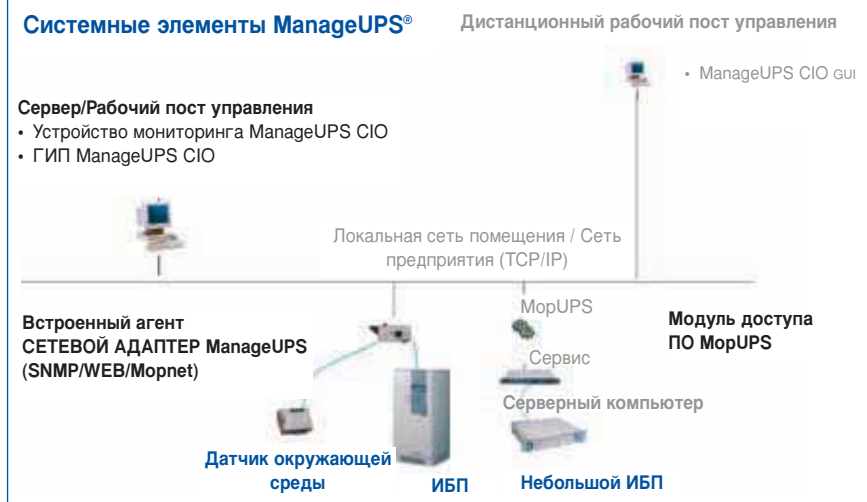 Системные элементы ManageUPS®
Дистанционный рабочий пост управления
• ManageUPS CIO GUI
Сервер/Рабочий пост управления
• Устройство мониторинга ManageUPS CIO
• ГИП ManageUPS CIO
Локальная сеть помещения / Сеть
предприятия (TCP/IP)
Встроенный агент
СЕТЕВОЙ АДАПТЕР ManageUPS
(SNMP/WEB/Mopnet)
MopUPS
Сервис
Серверный компьютер
Модуль доступа
ПО MopUPS
Датчик окружающей
среды
ИБП
Небольшой ИБП